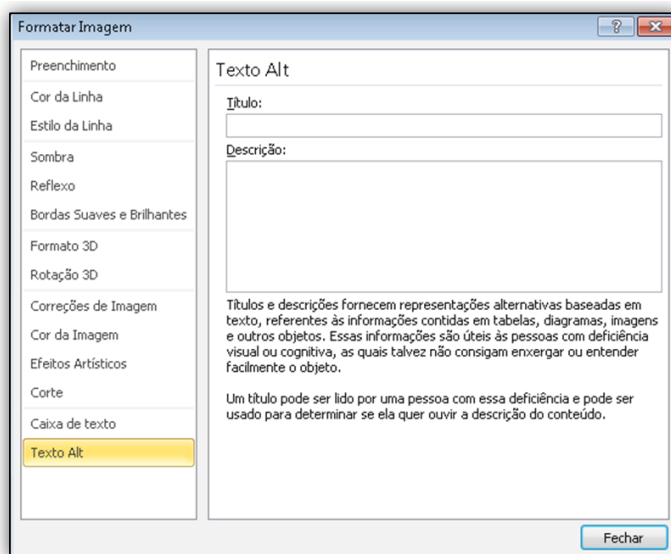 Formatar Imagem
Preenchimento
Cor da Linha
Estilo da Linha
Sombra
Reflexo
Bordas Suaves e Brilhantes
Formato 3D
Rotação 3D
Correções de Imagem
Cor da Imagem
Efeitos Artísticos
Corte
Caixa de texto
Texto Alt
Texto Alt
Título:
Descrição:
Títulos e descrições fornecem representações alternativas baseadas em
texto, referentes às informações contidas em tabelas, diagramas, imagens
e outros objetos. Essas informações são úteis às pessoas com deficiência
visual ou cognitiva, as quais talvez não consigam enxergar ou entender
facilmente o objeto.
Um título pode ser lido por uma pessoa com essa deficiência e pode ser
usado para determinar se ela quer ouvir a descrição do conteúdo.
Fechar